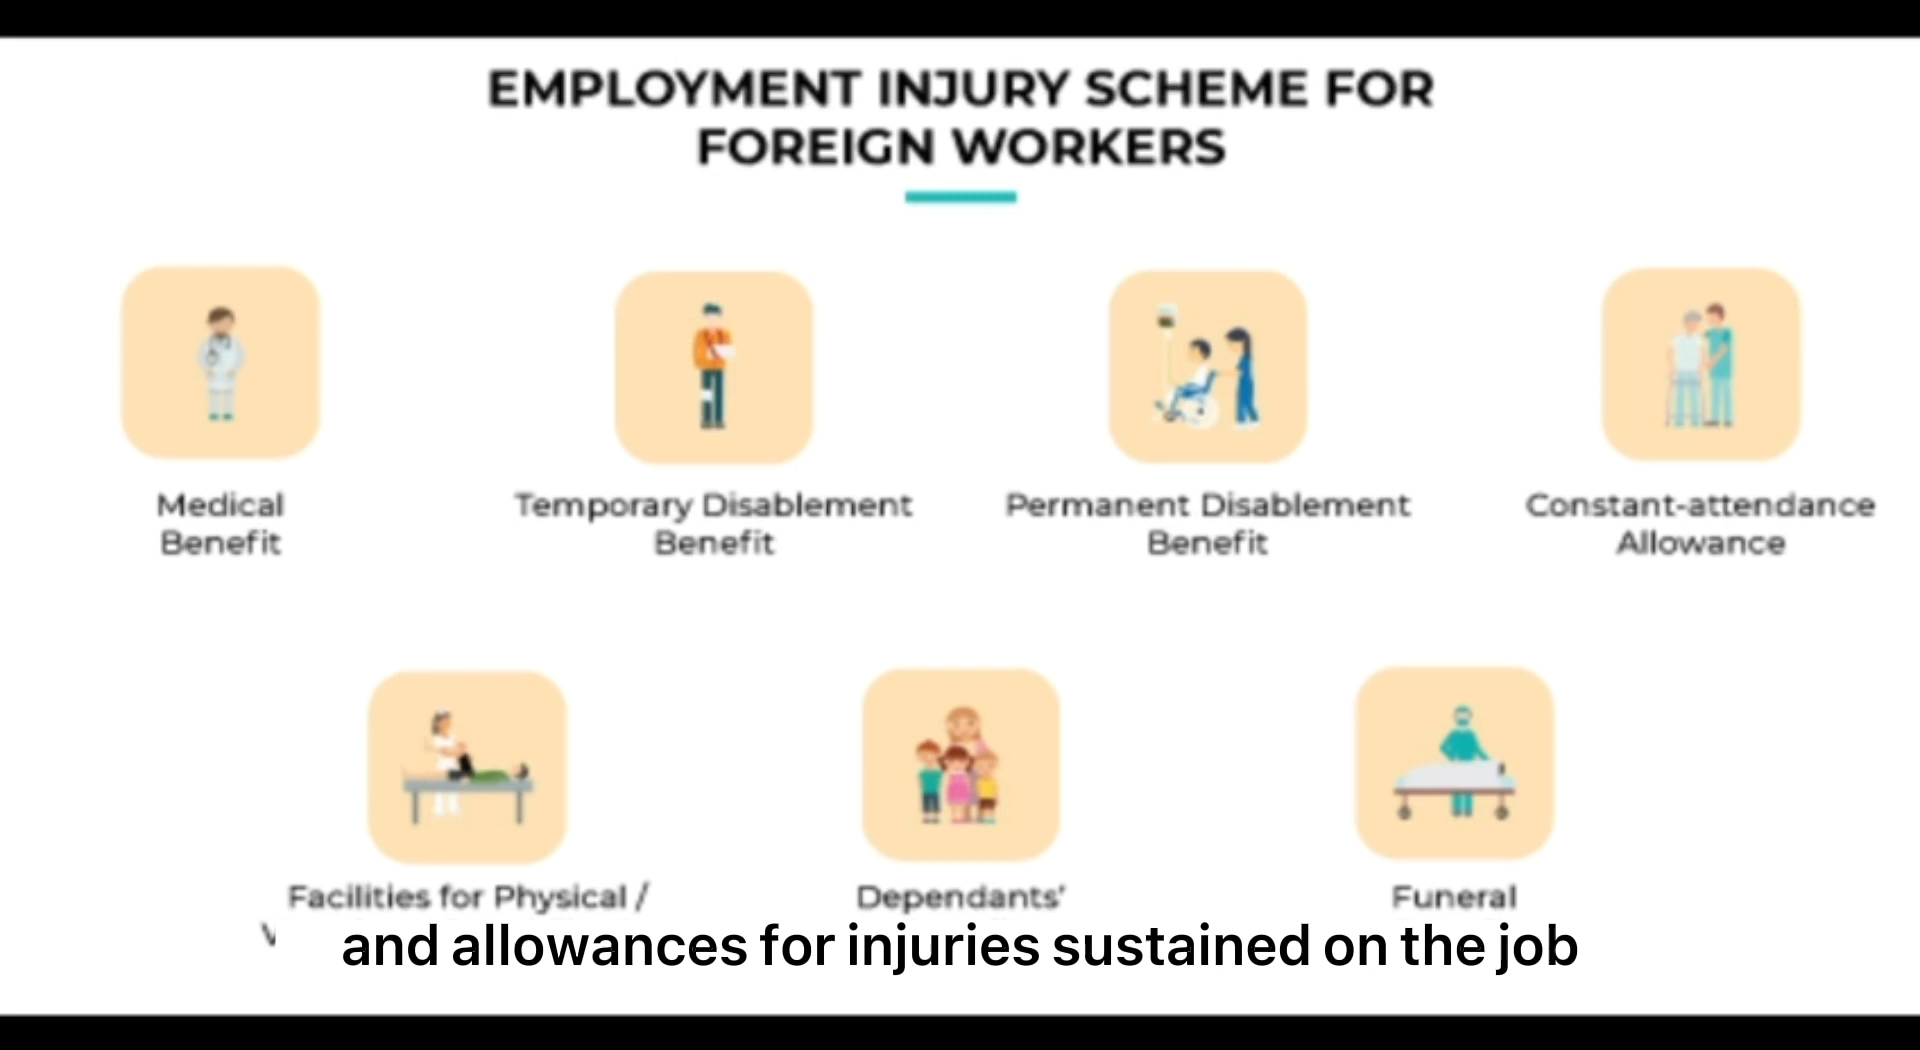 EMPLOYMENT INJURY SCHEME FOR
FOREIGN WORKERS
Medical
Benefit
Temporary Disablement
Benefit
Permanent Disablement
Benefit
Constant-attendance
Allowance
Facilities for Physical /
Dependants'
Funeral
and allowances for injuries sustained on the job